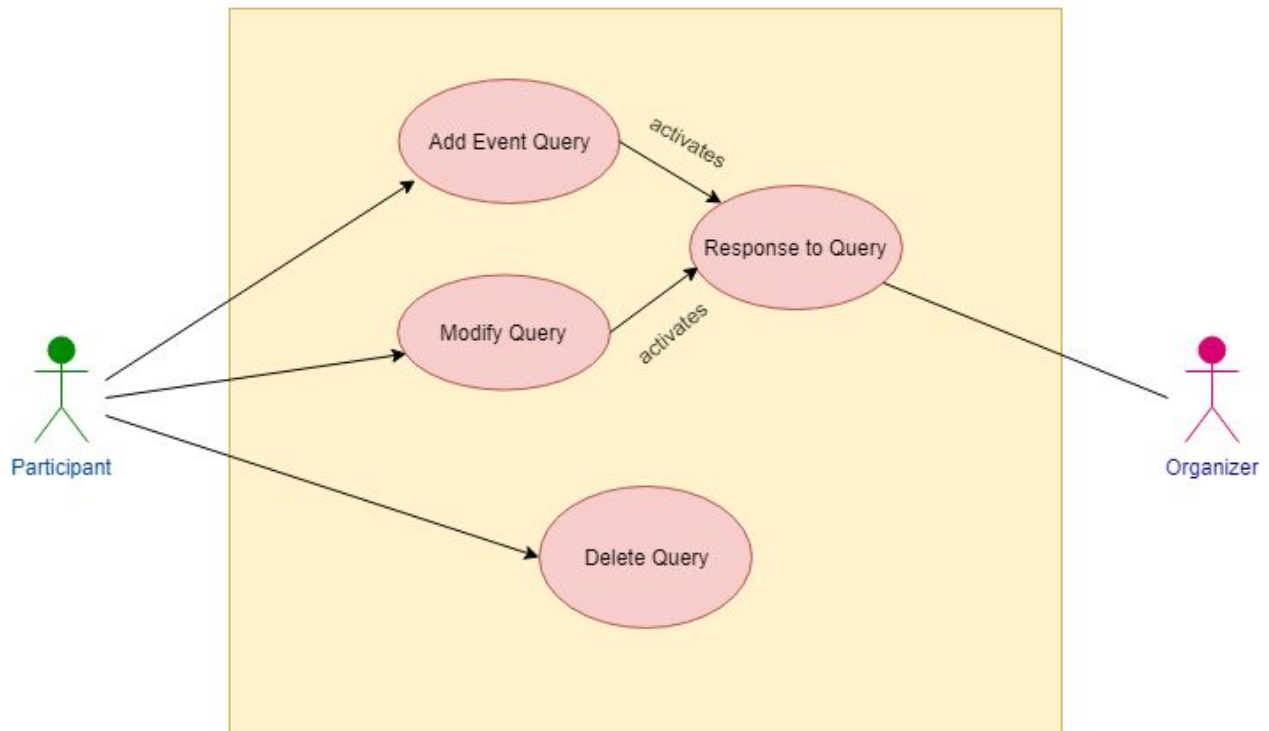 Add Event Query
activates
Response to Query
Modify Query
activates
Participant
Organizer
Delete Query